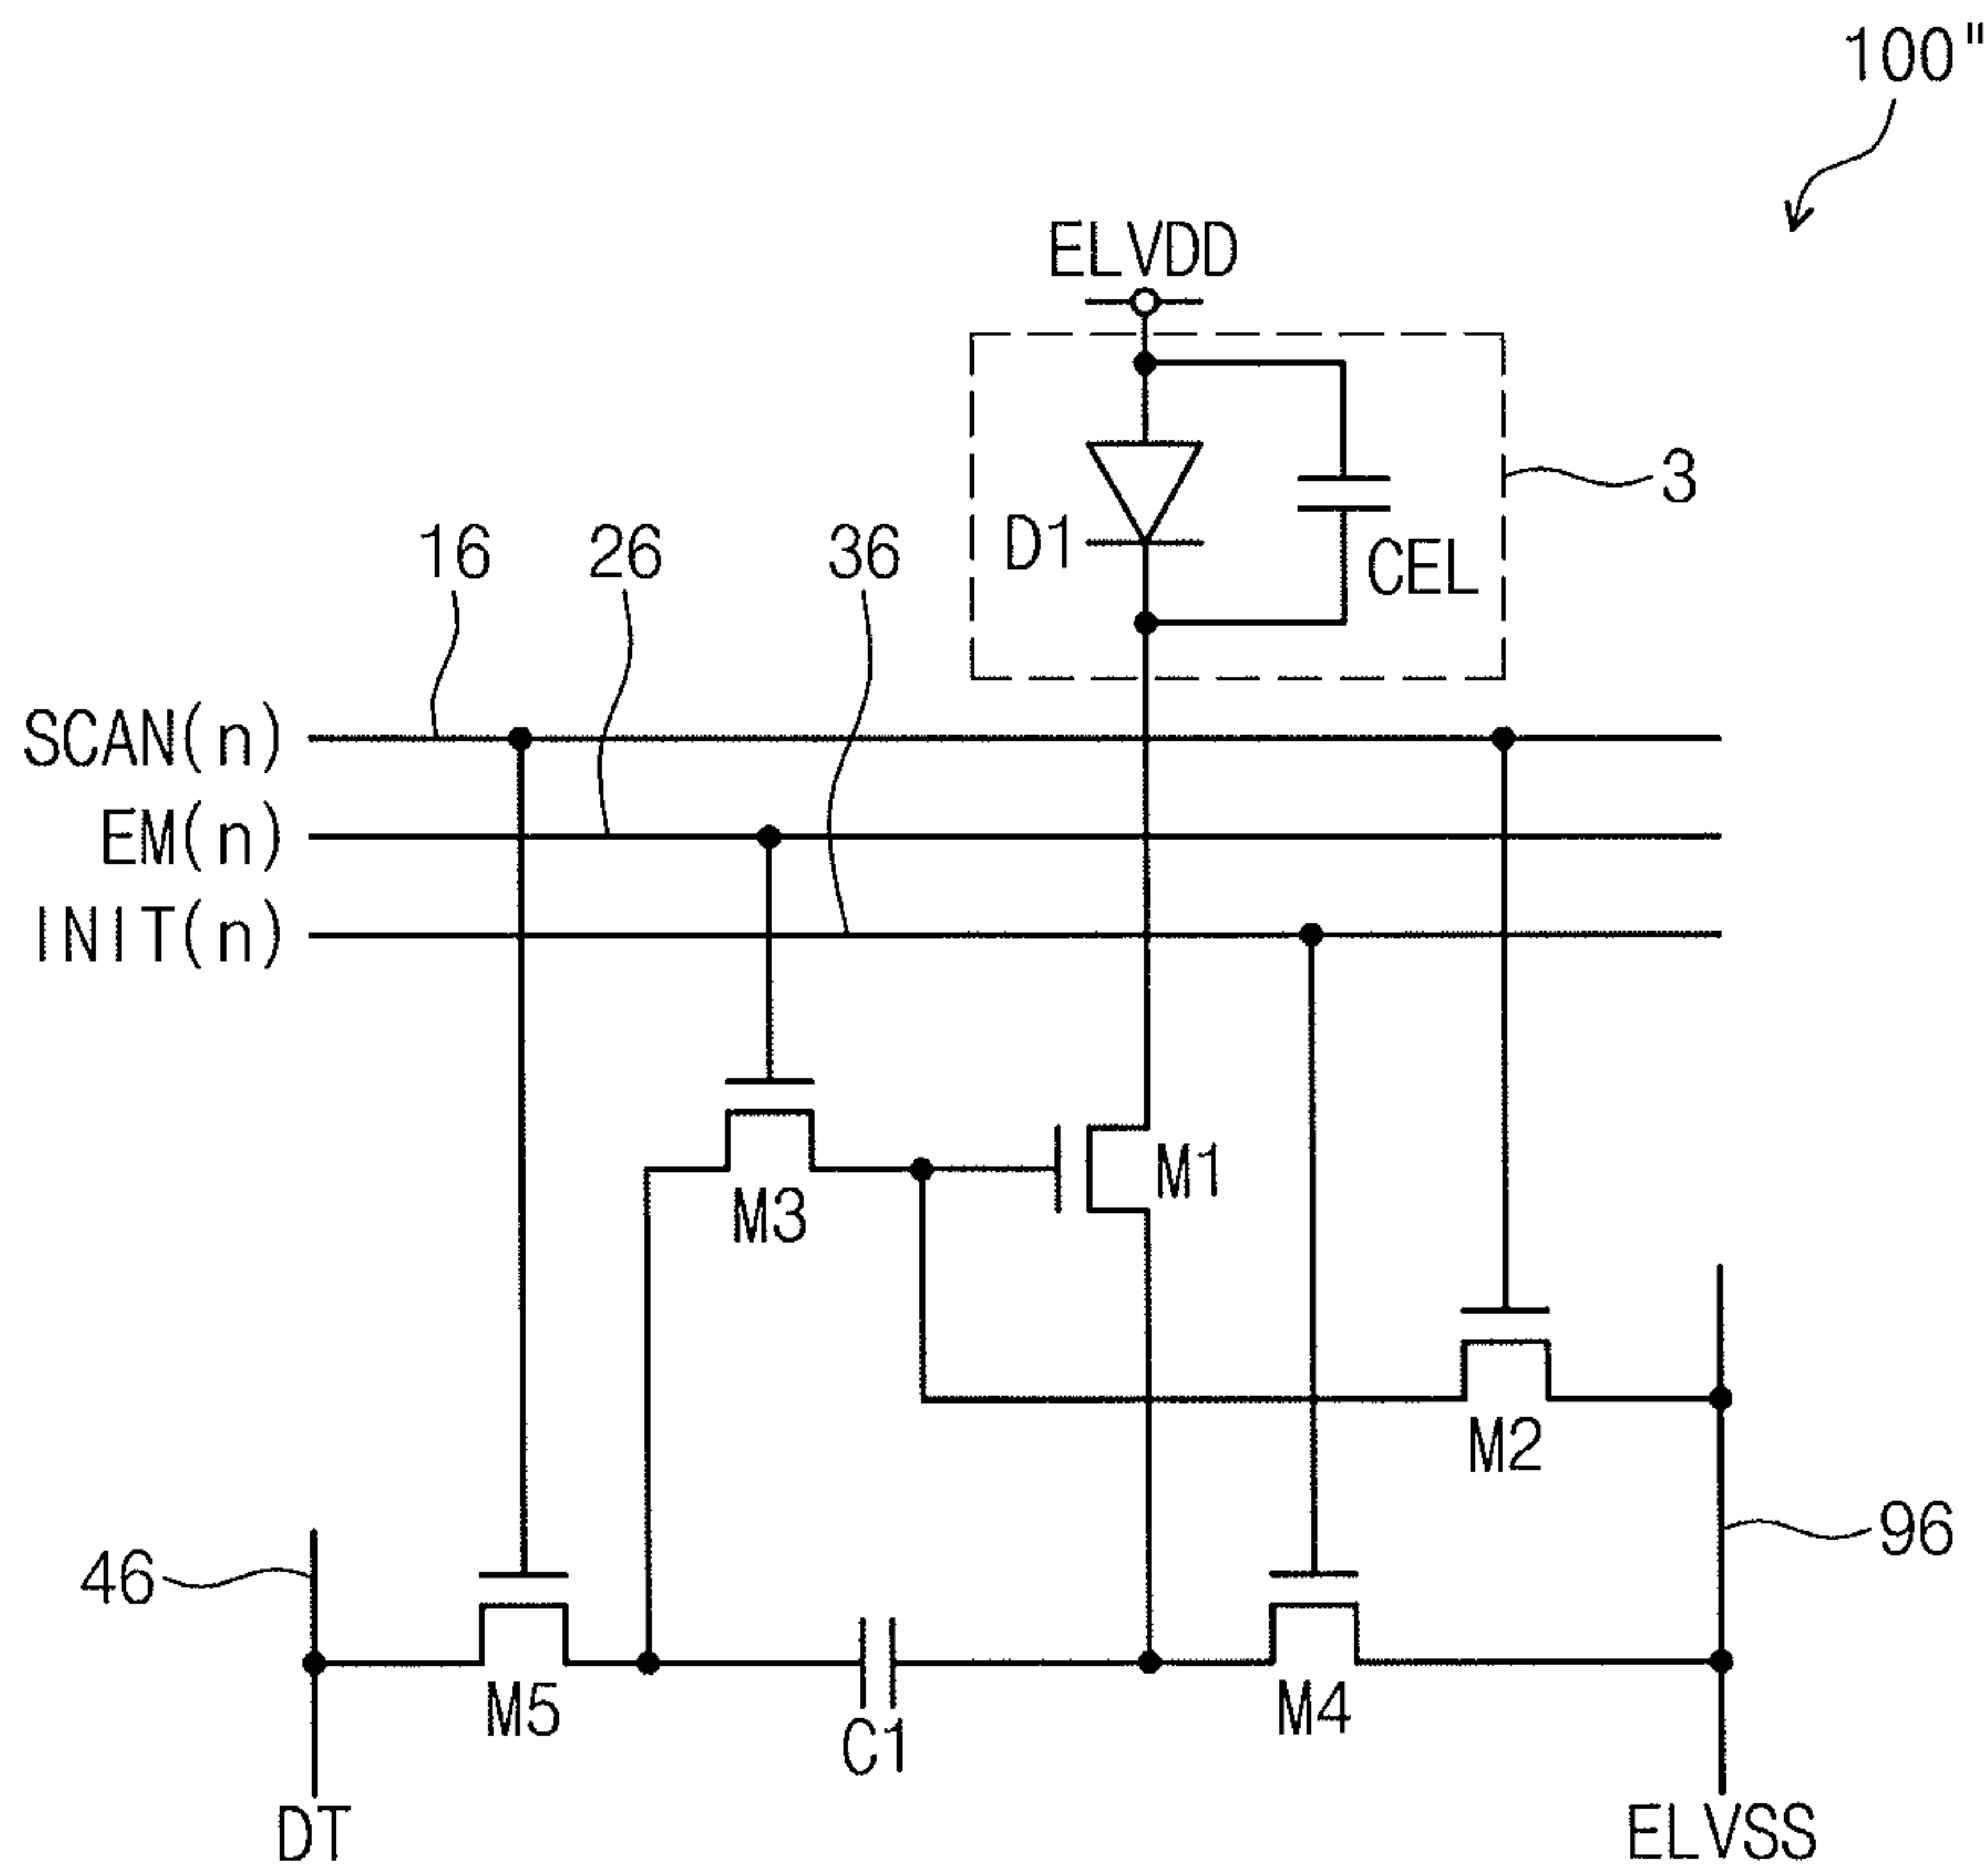 100"
ELVDD
3
D1
CEL
16
26
36
SCAN(n)
EM(n)
INIT(n)
M3
M1
M2
46
96
M5
C1
M4
DT
ELVSS